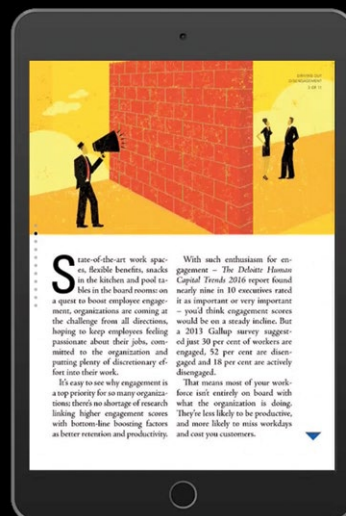 DRIVING OUT
DISENGAGEMENT
State-of-the-art work spac-
es, flexible benefits, snacks
in the kitchen and pool ta-
bles in the board rooms: on
a quest to boost employee engage-
ment, organizations are coming at
the challenge from all directions,
hoping to keep employees feeling
passionate about their jobs, com-
mitted to the organization and
putting plenty of discretionary ef-
fort into their work.
It's easy to see why engagement is
a top priority for so many organiza-
tions; there's no shortage of research
linking higher engagement scores
with bottom-line boosting factors
as better retention and productivity.
With such enthusiasm for en-
gagement – The Deloitte Human
Capital Trends 2016 report found
nearly nine in 10 executives rated
it as important or very important
– you'd think engagement scores
would be on a steady incline. But
a 2013 Gallup survey suggest-
ed just 30 per cent of workers are
engaged, 52 per cent are disen-
gaged and 18 per cent are actively
disengaged.
That means most of your work-
force isn't entirely on board with
what the organization is doing.
They're less likely to be productive,
and more likely to miss workdays
and cost you customers.